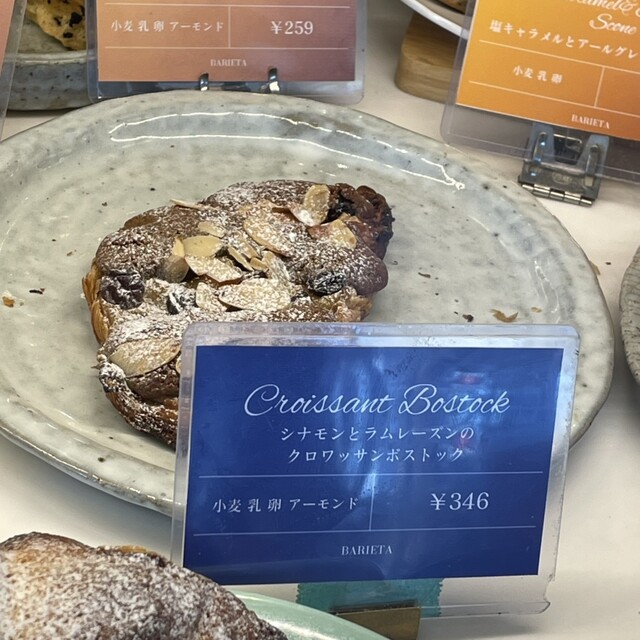 小麦 乳 卵 アーモンド
¥259
BARIETA
Scone
塩キャラメルとアールグレ
小麦 乳 卵
BARIETA
Croissant Bostock
シナモンとラムレーズンの
クロワッサンボストック
小麦 乳 卵 アーモンド
¥346
BARIETA